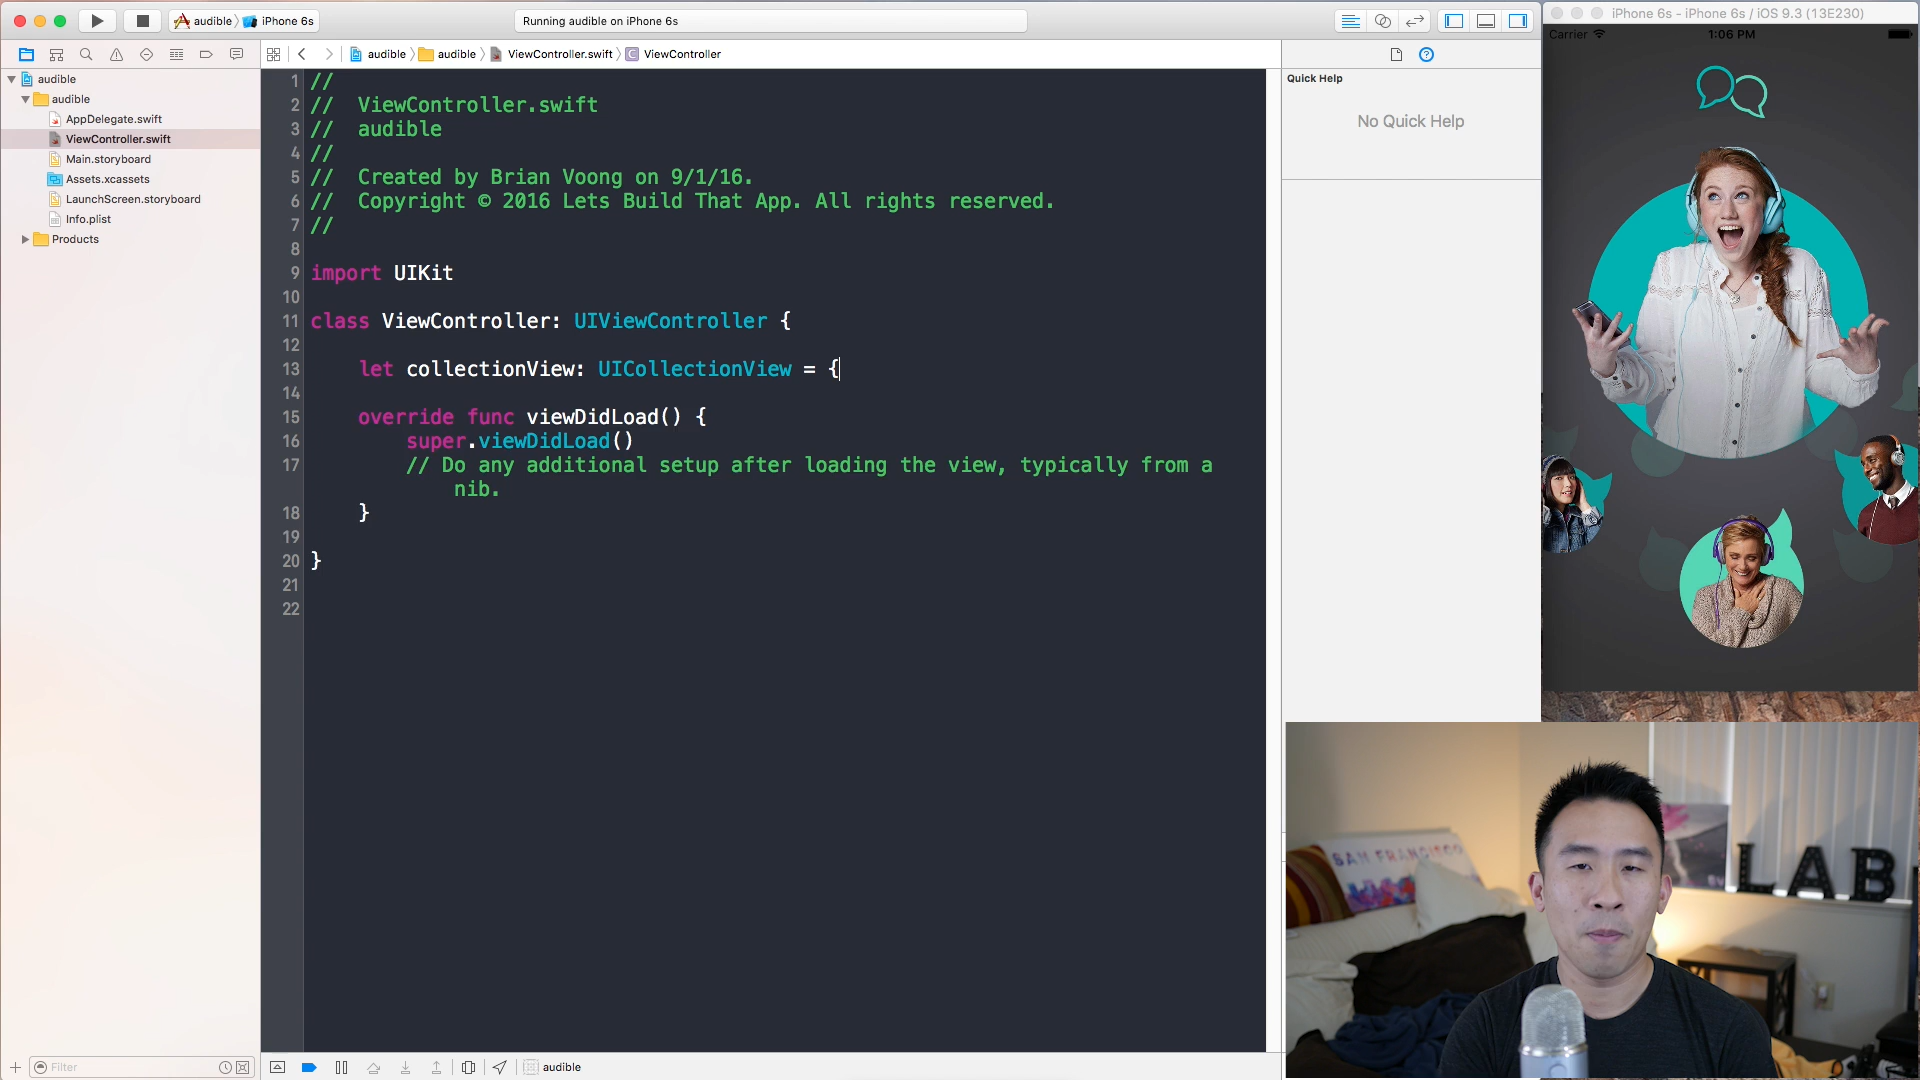 audible
iPhone 6s
Running audible on iPhone 6s
iPhone 6s - iPhone 6s / iOS 9.3 (13E230)
Carrier
1:06 PM
audible
audible
ViewController.swift
ViewController
audible
audible
AppDelegate.swift
ViewController.swift
Main.storyboard
Assets.xcassets
LaunchScreen.storyboard
Info.plist
Products
Quick Help
No Quick Help
1 //
2 //  ViewController.swift
3 //  audible
4 //
5 //  Created by Brian Voong on 9/1/16.
6 //  Copyright © 2016 Lets Build That App. All rights reserved.
7 //
8
9 import UIKit
10
11 class ViewController: UIViewController {
12
13     let collectionView: UICollectionView = {
14
15     override func viewDidLoad() {
16         super.viewDidLoad()
17         // Do any additional setup after loading the view, typically from a
nib.
18     }
19
20 }
21
22
SAN FRANCISCO
LAB
Filter
audible